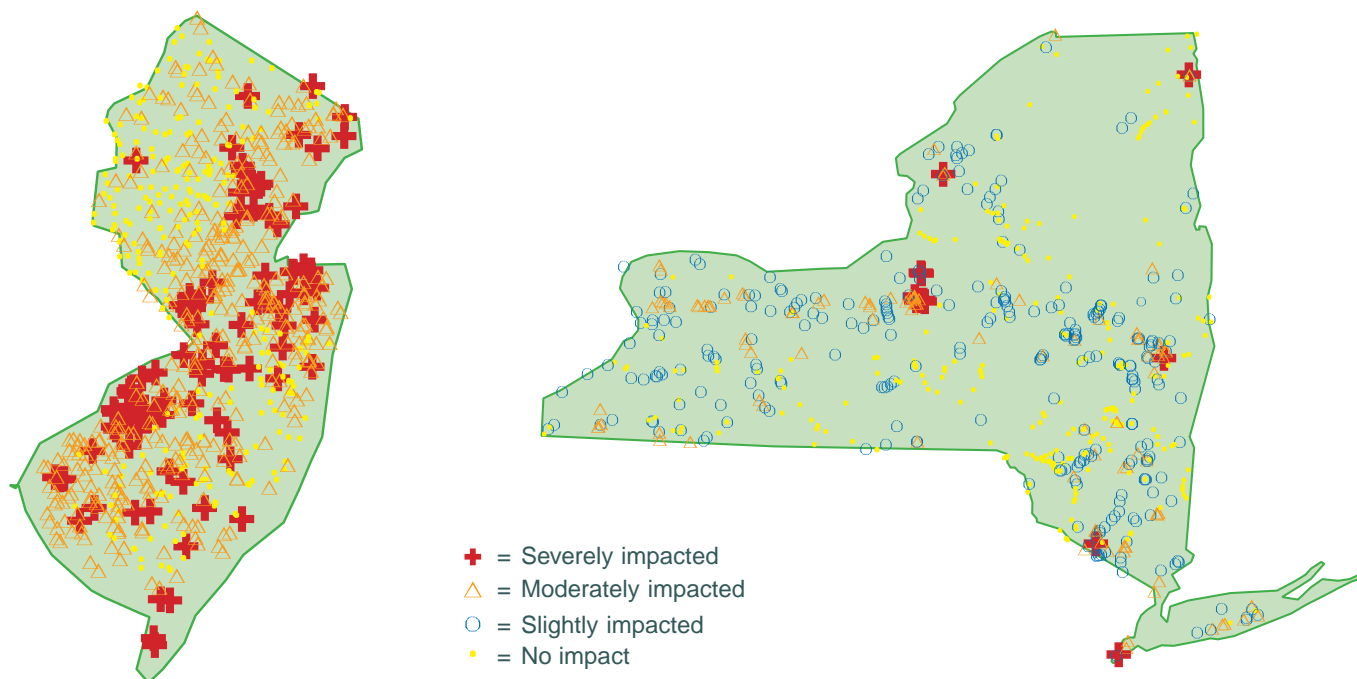 = Severely impacted
= Moderately impacted
= Slightly impacted
= No impact